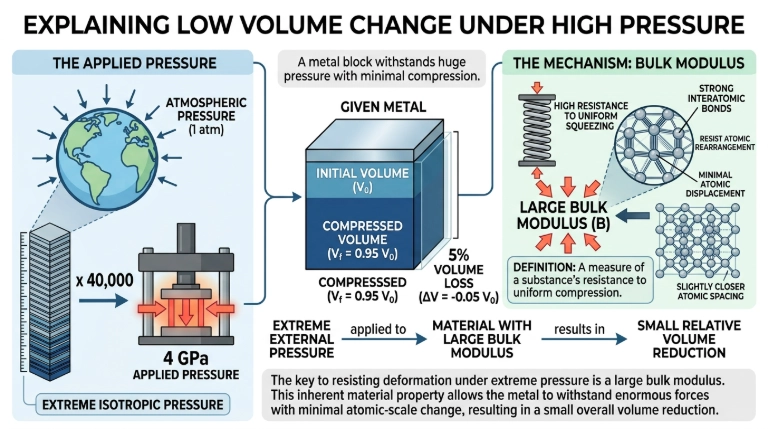 EXPLAINING LOW VOLUME CHANGE UNDER HIGH PRESSURE
THE APPLIED PRESSURE
ATMOSPHERIC
PRESSURE
(1 atm)
x 40,000
4 GPa
APPLIED PRESSURE
EXTREME ISOTROPIC PRESSURE
A metal block withstands huge
pressure with minimal compression.
GIVEN METAL
INITIAL VOLUME
(V₀)
COMPRESSED
VOLUME
(V_f = 0.95 V₀)
COMPRESSSED
(V_f = 0.95 V₀)
5%
VOLUME
LOSS
(ΔV = -0.05 V₀)
THE MECHANISM: BULK MODULUS
HIGH RESISTANCE
TO UNIFORM
SQUEEZING
STRONG
INTERATOMIC
BONDS
RESIST ATOMIC
REARRANGEMENT
MINIMAL
ATOMIC
DISPLACEMENT
LARGE BULK
MODULUS (B)
DEFINITION: A measure of
a substance's resistance to
uniform compression.
SLIGHTLY CLOSER
ATOMIC SPACING
EXTREME
EXTERNAL
PRESSURE
applied to
MATERIAL WITH
LARGE BULK
MODULUS
results in
SMALL RELATIVE
VOLUME
REDUCTION
The key to resisting deformation under extreme pressure is a large bulk modulus.
This inherent material property allows the metal to withstand enormous forces
with minimal atomic-scale change, resulting in a small overall volume reduction.